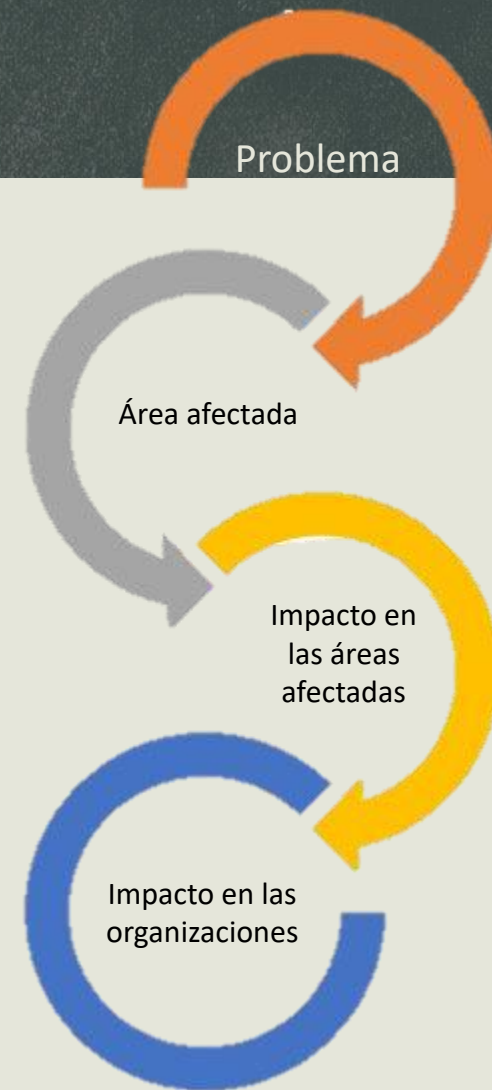 Problema
Área afectada
Impacto en
las áreas
afectadas
Impacto en las
organizaciones